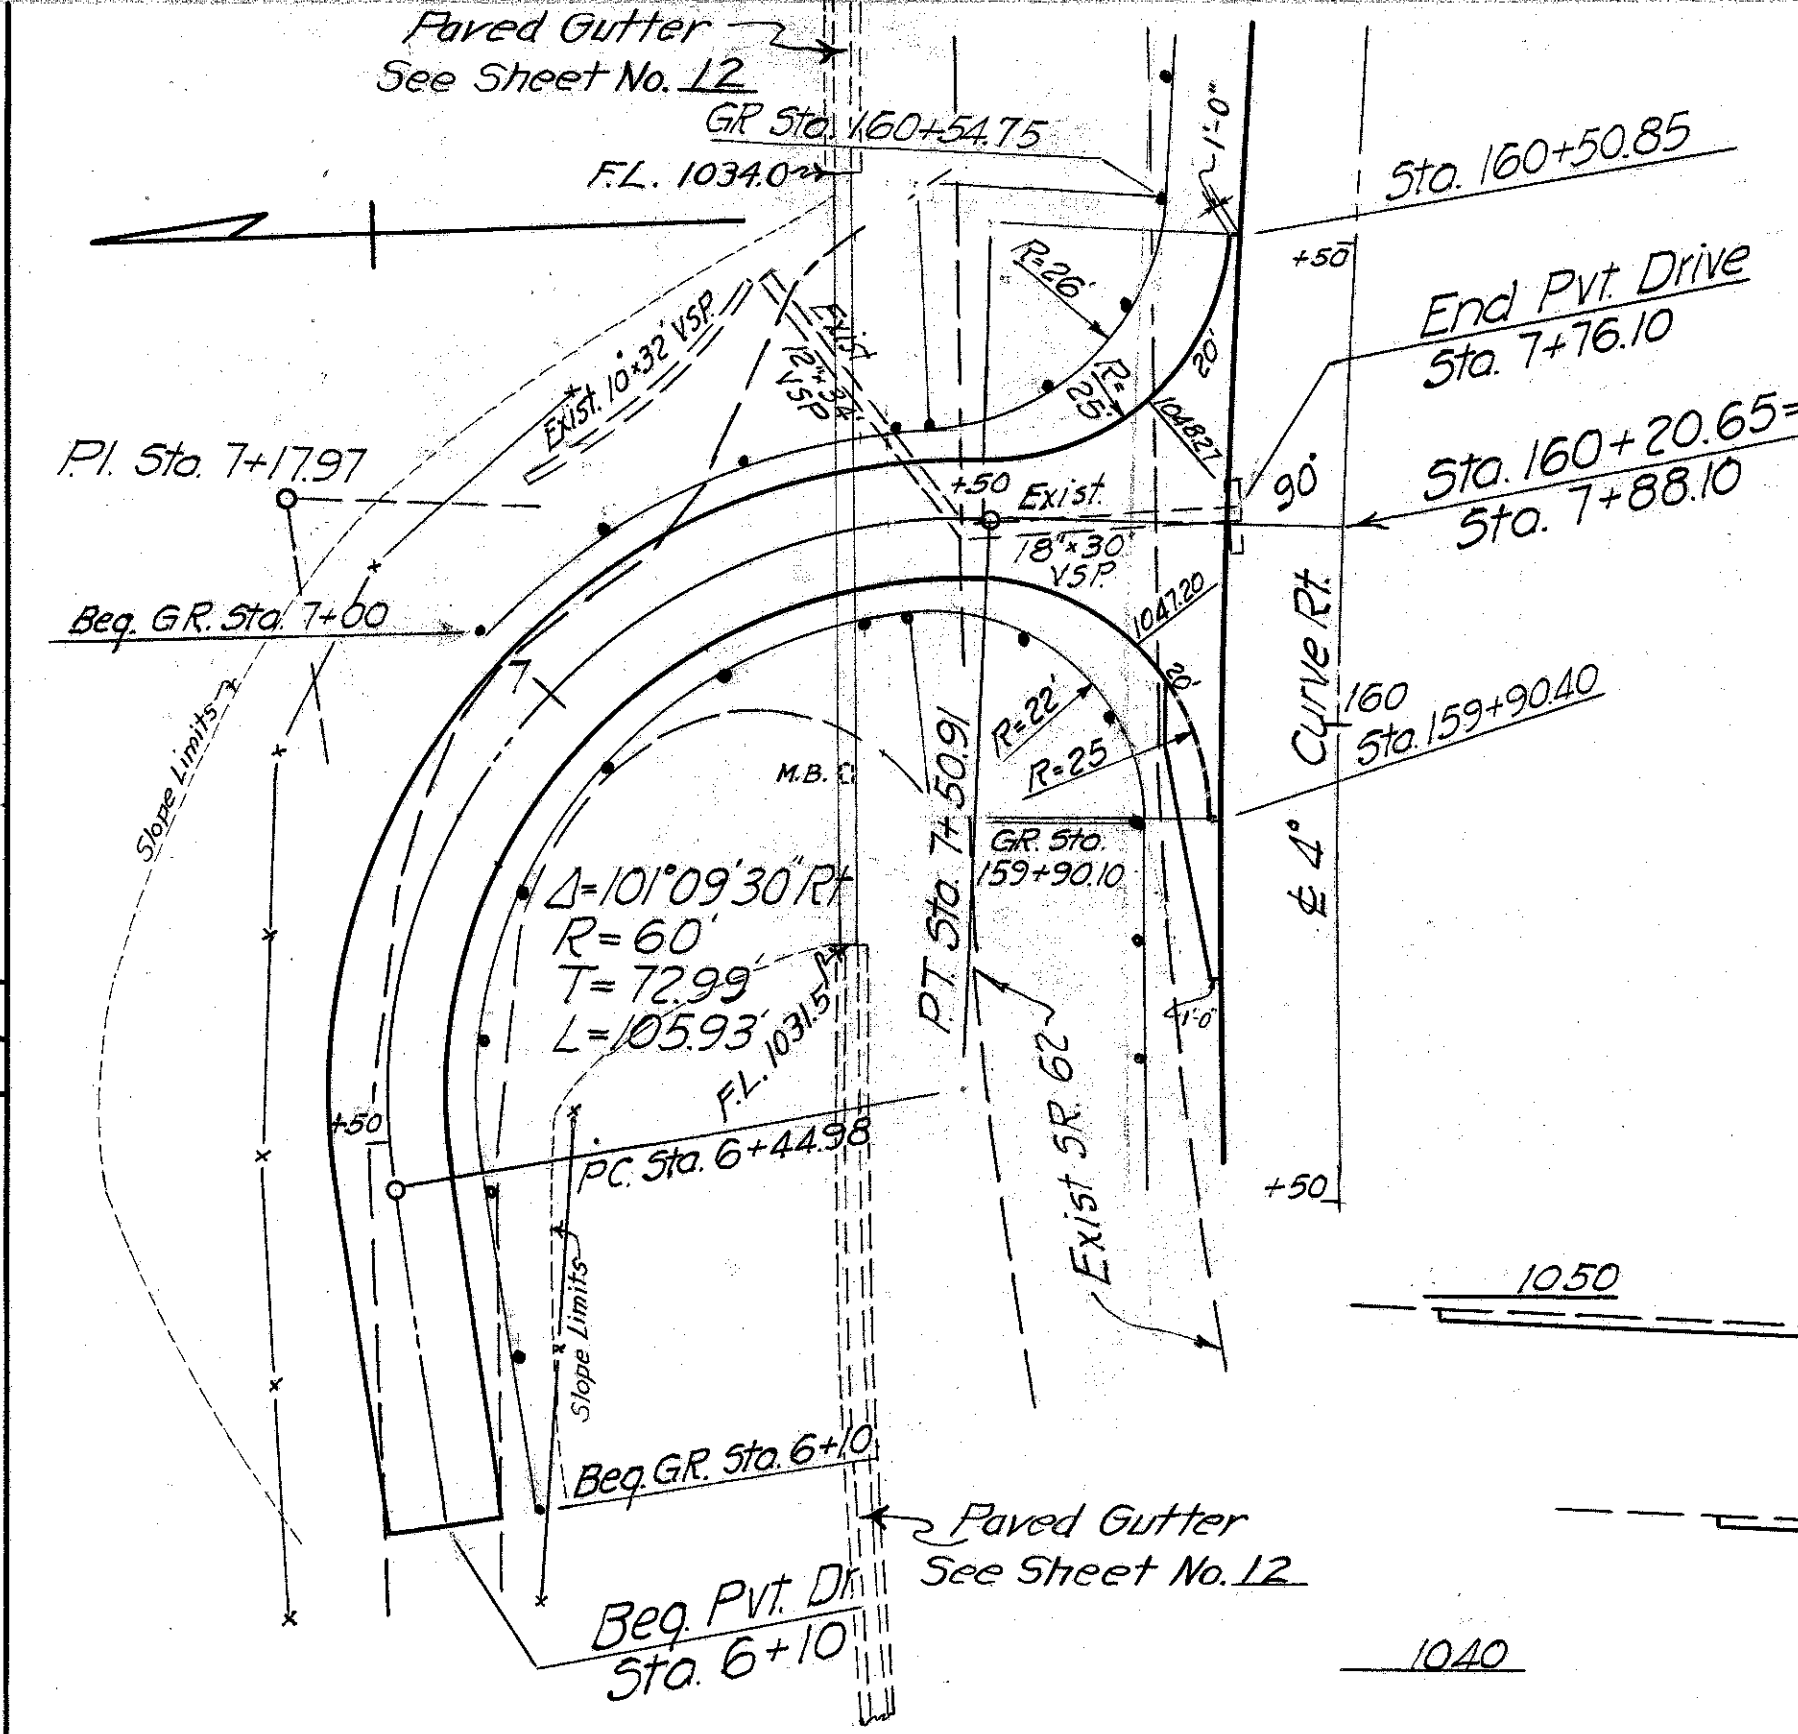 Paved Gutter
See Sheet No. 12
GR Sta. 160+54.75
F.L. 1034.0
1'-0"
Sta. 160+50.85
+50
R=26'
End Pvt. Drive
Sta. 7+76.10
Exist. 10"x32' VSP.
Exist
12"x34'
VSP
R=
25'
20'
1048.27
P.I. Sta. 7+17.97
+50
Exist.
18"x30'
VSP.
90°
Sta. 160+20.65=
Sta. 7+88.10
Beg. GR. Sta. 7+00
7
1047.20
20'
Slope Limits
M.B.
P.T. Sta. 7+50.91
R=22'
R=25
160
Sta. 159+90.40
℄ 4° Curve Rt.
GR. Sta.
159+90.10
Δ=101°09'30" Rt
R=60'
T=72.99'
L=105.93'
F.L. 1031.5
1'-0"
+50
P.C. Sta. 6+44.98
Exist SR. 62
+50
Slope Limits
1050
Beg. GR. Sta. 6+10
Paved Gutter
See Sheet No. 12
Beg. Pvt. Dr.
Sta. 6+10
1040